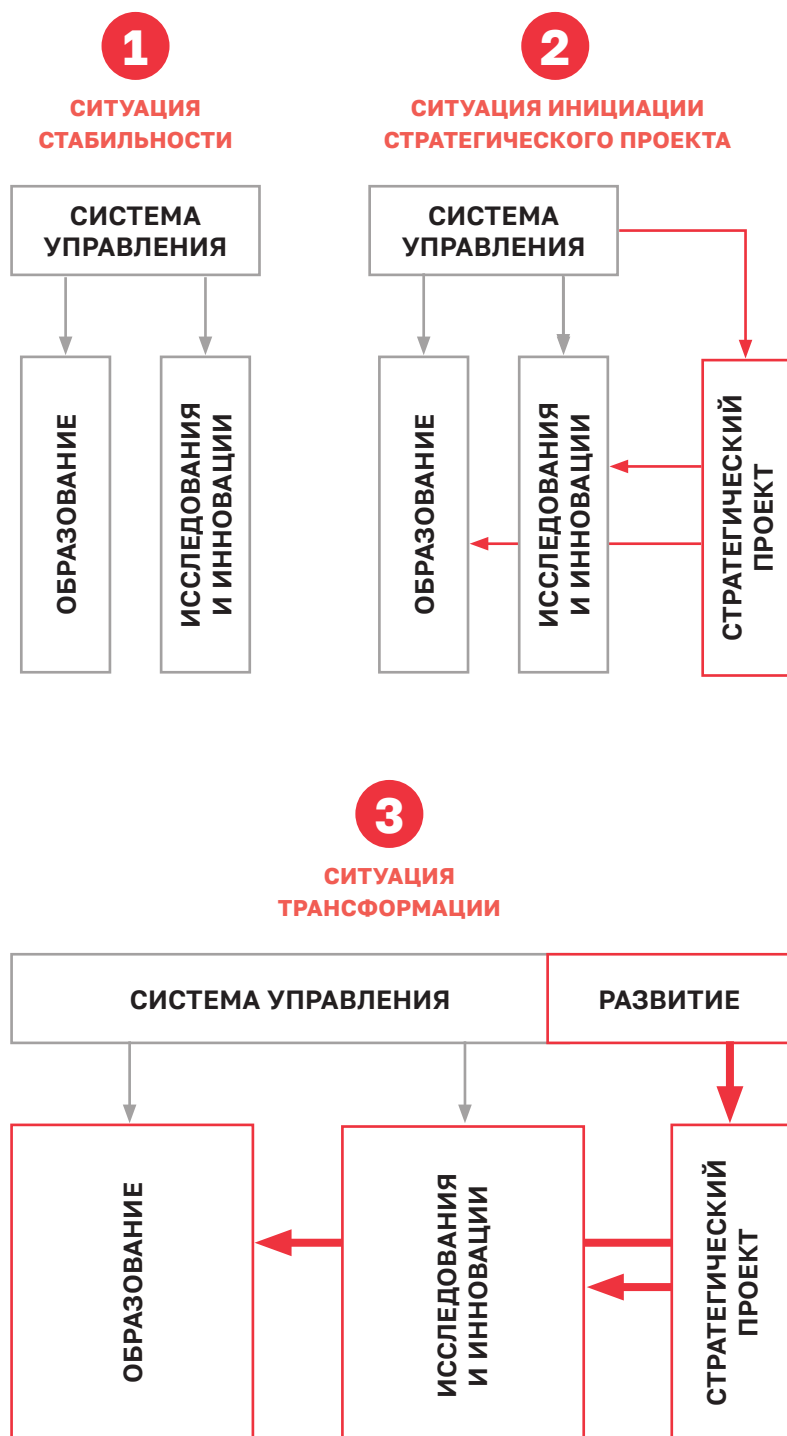 1
СИТУАЦИЯ
СТАБИЛЬНОСТИ
СИСТЕМА
УПРАВЛЕНИЯ
ОБРАЗОВАНИЕ
ИССЛЕДОВАНИЯ
И ИННОВАЦИИ
2
СИТУАЦИЯ ИНИЦИАЦИИ
СТРАТЕГИЧЕСКОГО ПРОЕКТА
СИСТЕМА
УПРАВЛЕНИЯ
ОБРАЗОВАНИЕ
ИССЛЕДОВАНИЯ
И ИННОВАЦИИ
СТРАТЕГИЧЕСКИЙ
ПРОЕКТ
3
СИТУАЦИЯ
ТРАНСФОРМАЦИИ
СИСТЕМА УПРАВЛЕНИЯ
РАЗВИТИЕ
ОБРАЗОВАНИЕ
ИССЛЕДОВАНИЯ
И ИННОВАЦИИ
СТРАТЕГИЧЕСКИЙ
ПРОЕКТ